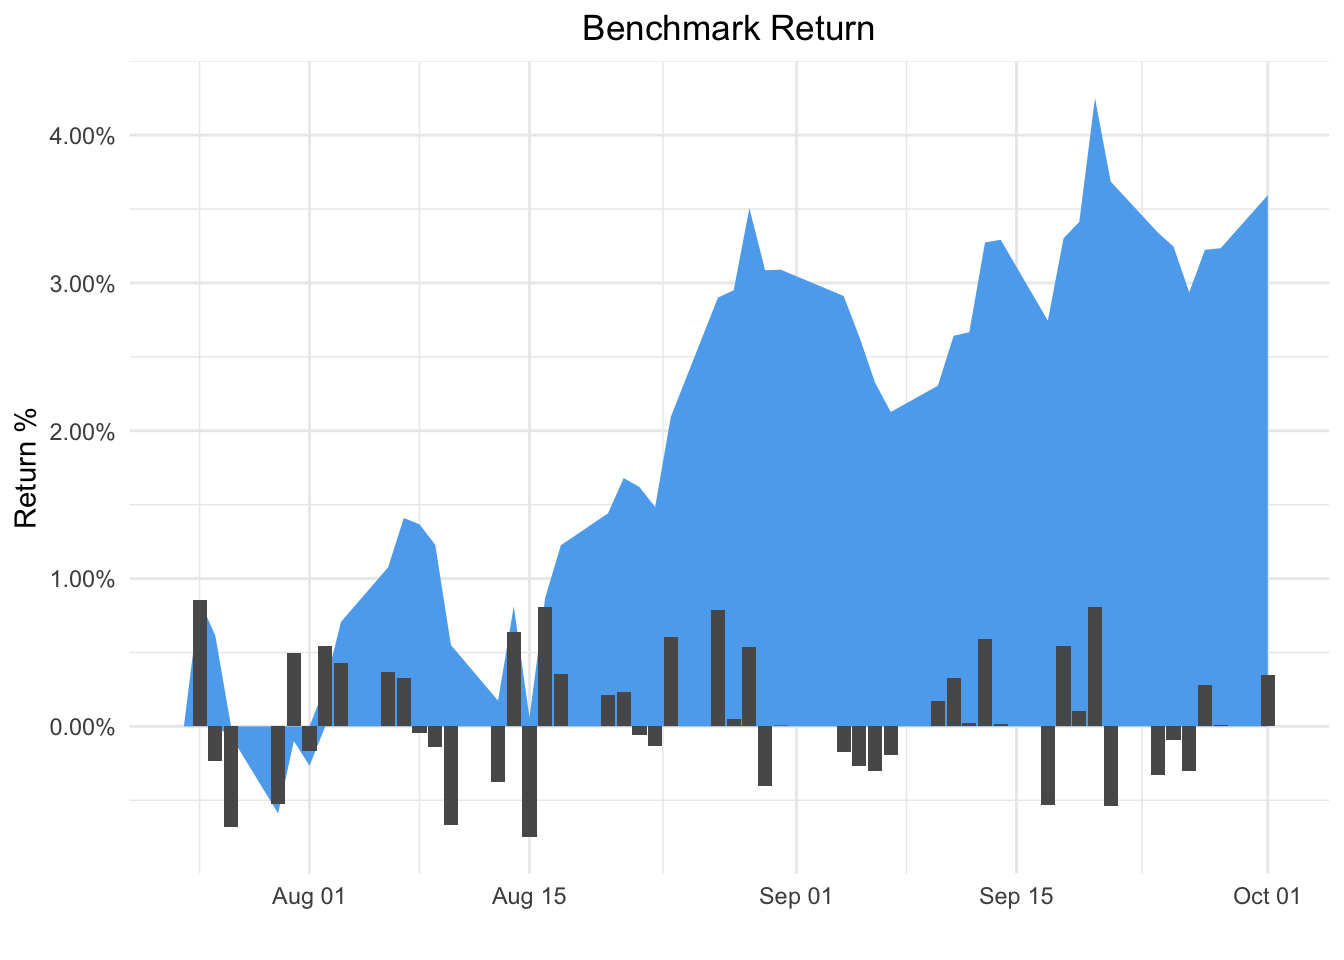 Benchmark Return
Return %
4.00%
3.00%
2.00%
1.00%
0.00%
Aug 01
Aug 15
Sep 01
Sep 15
Oct 01